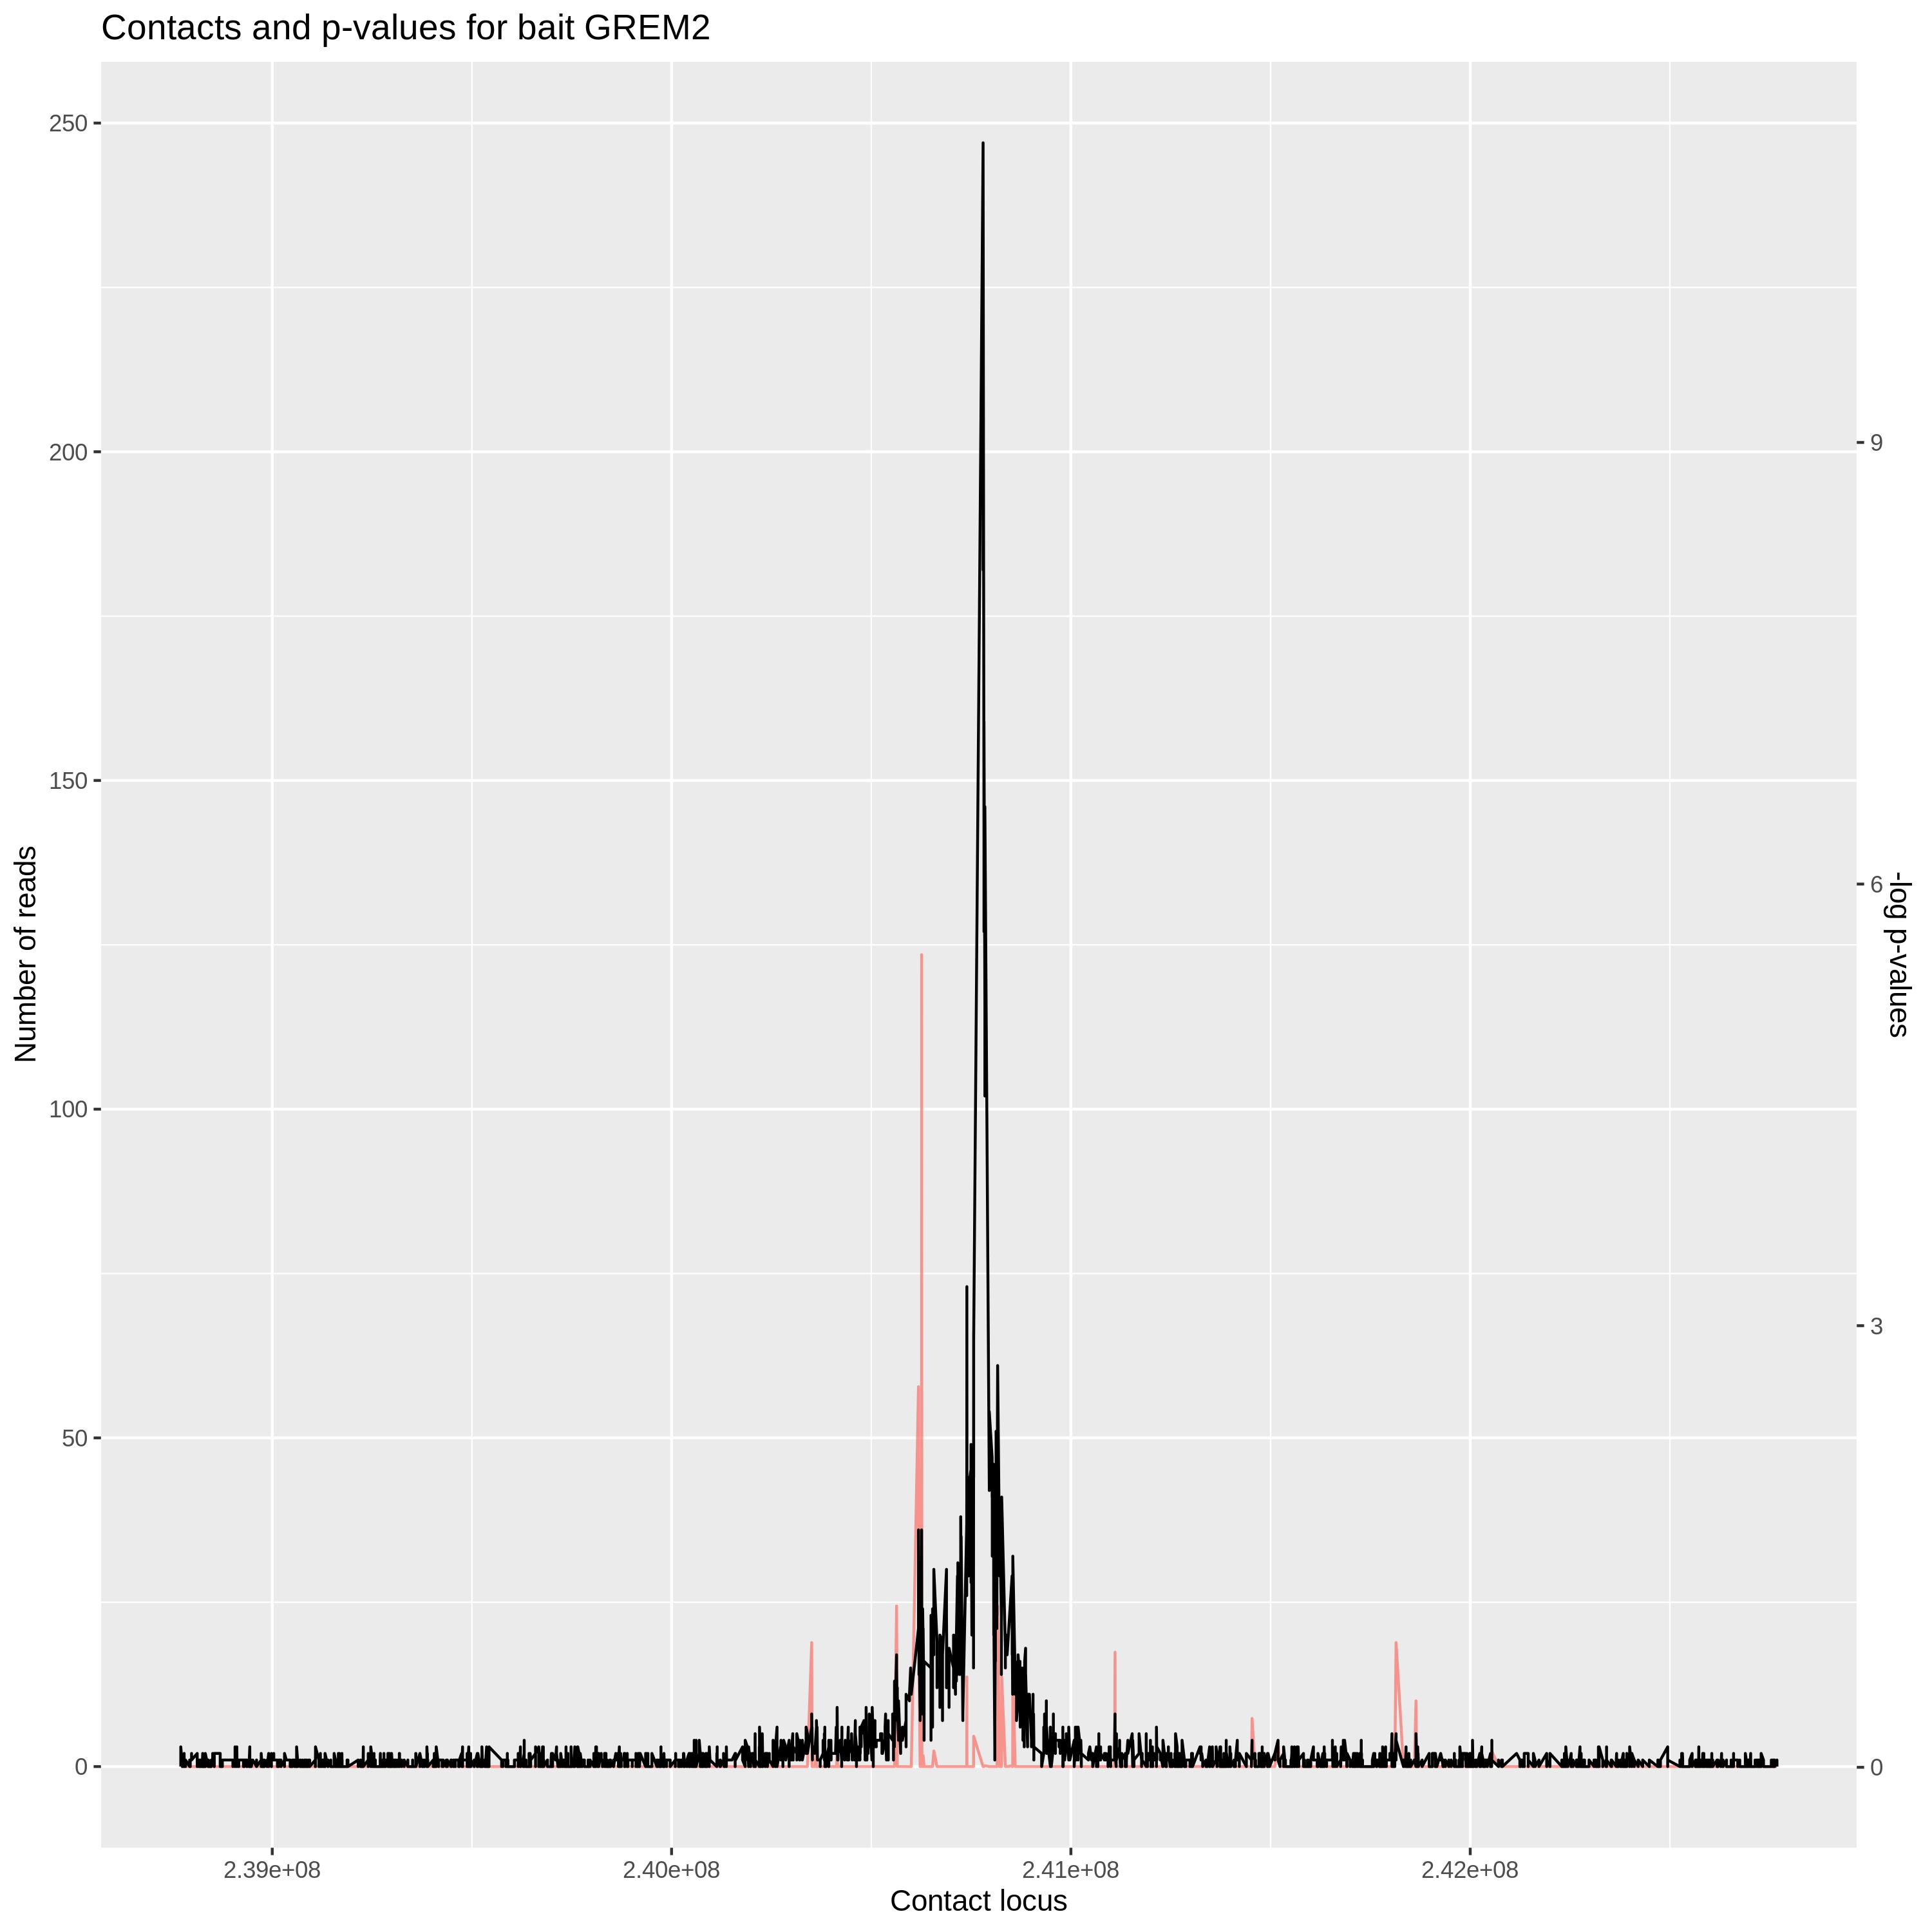 Contacts and p-values for bait GREM2
250
200
150
100
50
0
Number of reads
9
6
3
0
-log p-values
2.39e+08
2.40e+08
2.41e+08
2.42e+08
Contact locus